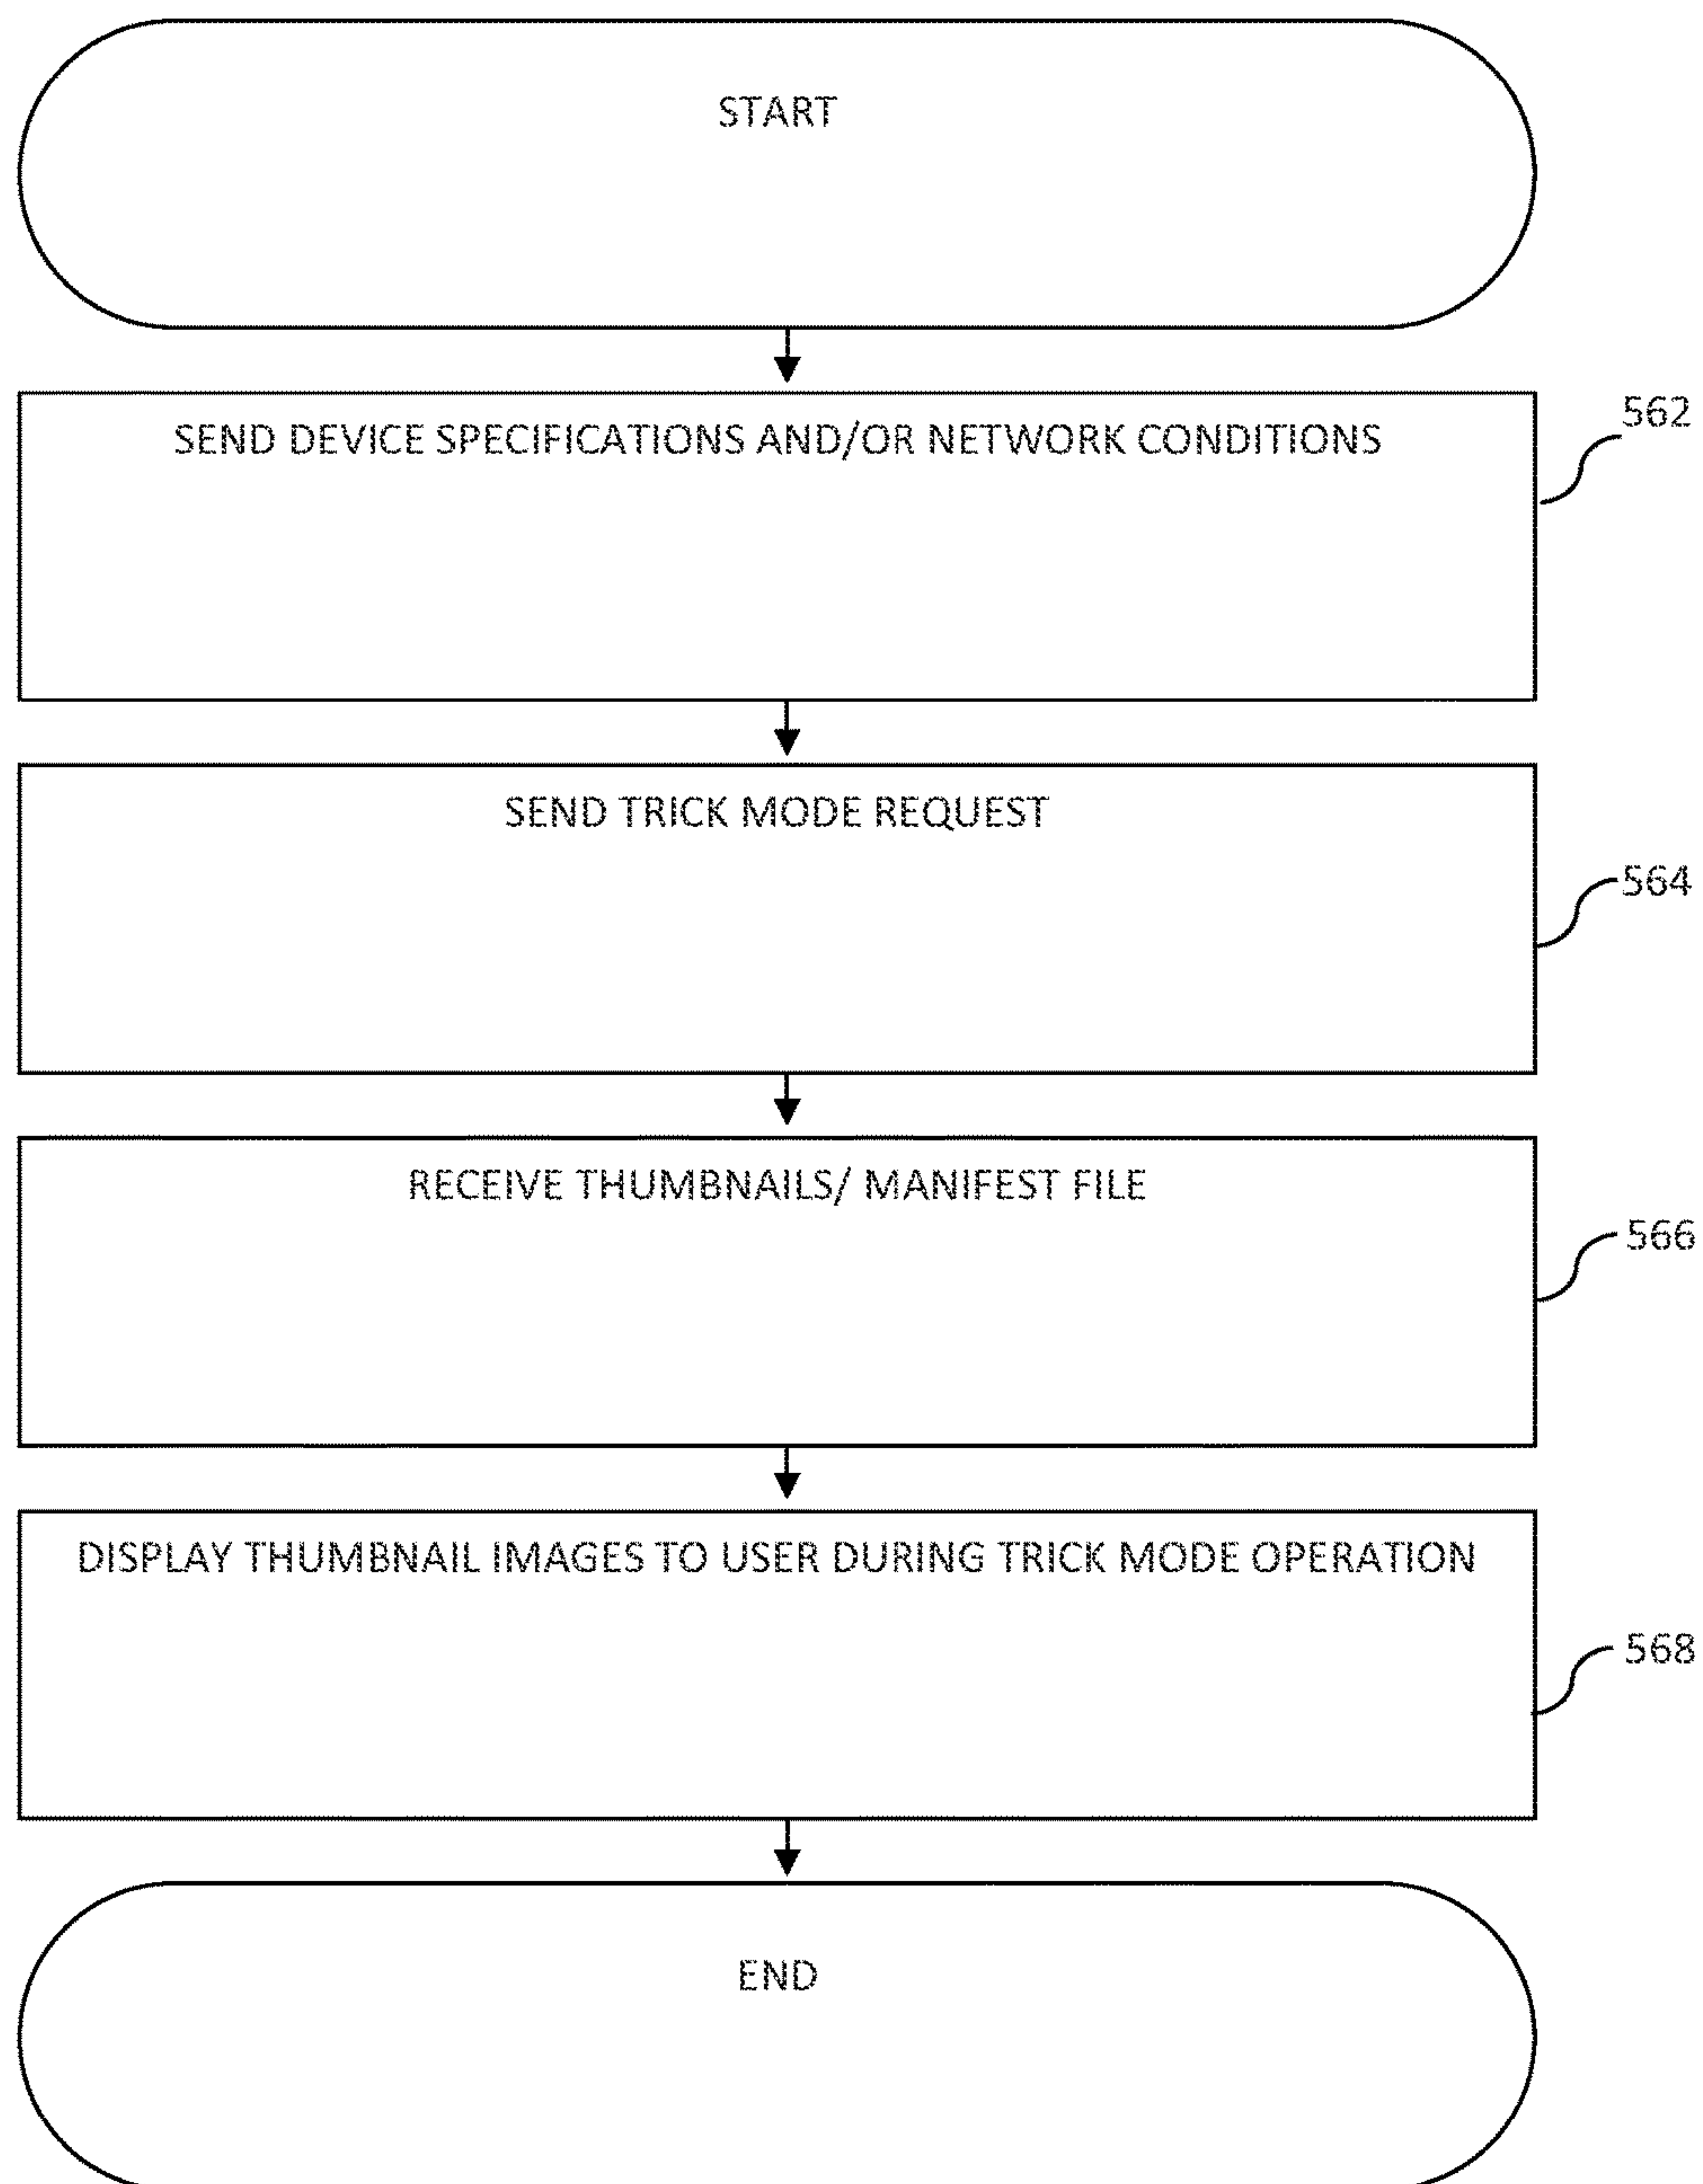 START
SEND DEVICE SPECIFICATIONS AND/OR NETWORK CONDITIONS
562
SEND TRICK MODE REQUEST
564
RECEIVE THUMBNAILS/ MANIFEST FILE
566
DISPLAY THUMBNAIL IMAGES TO USER DURING TRICK MODE OPERATION
568
END